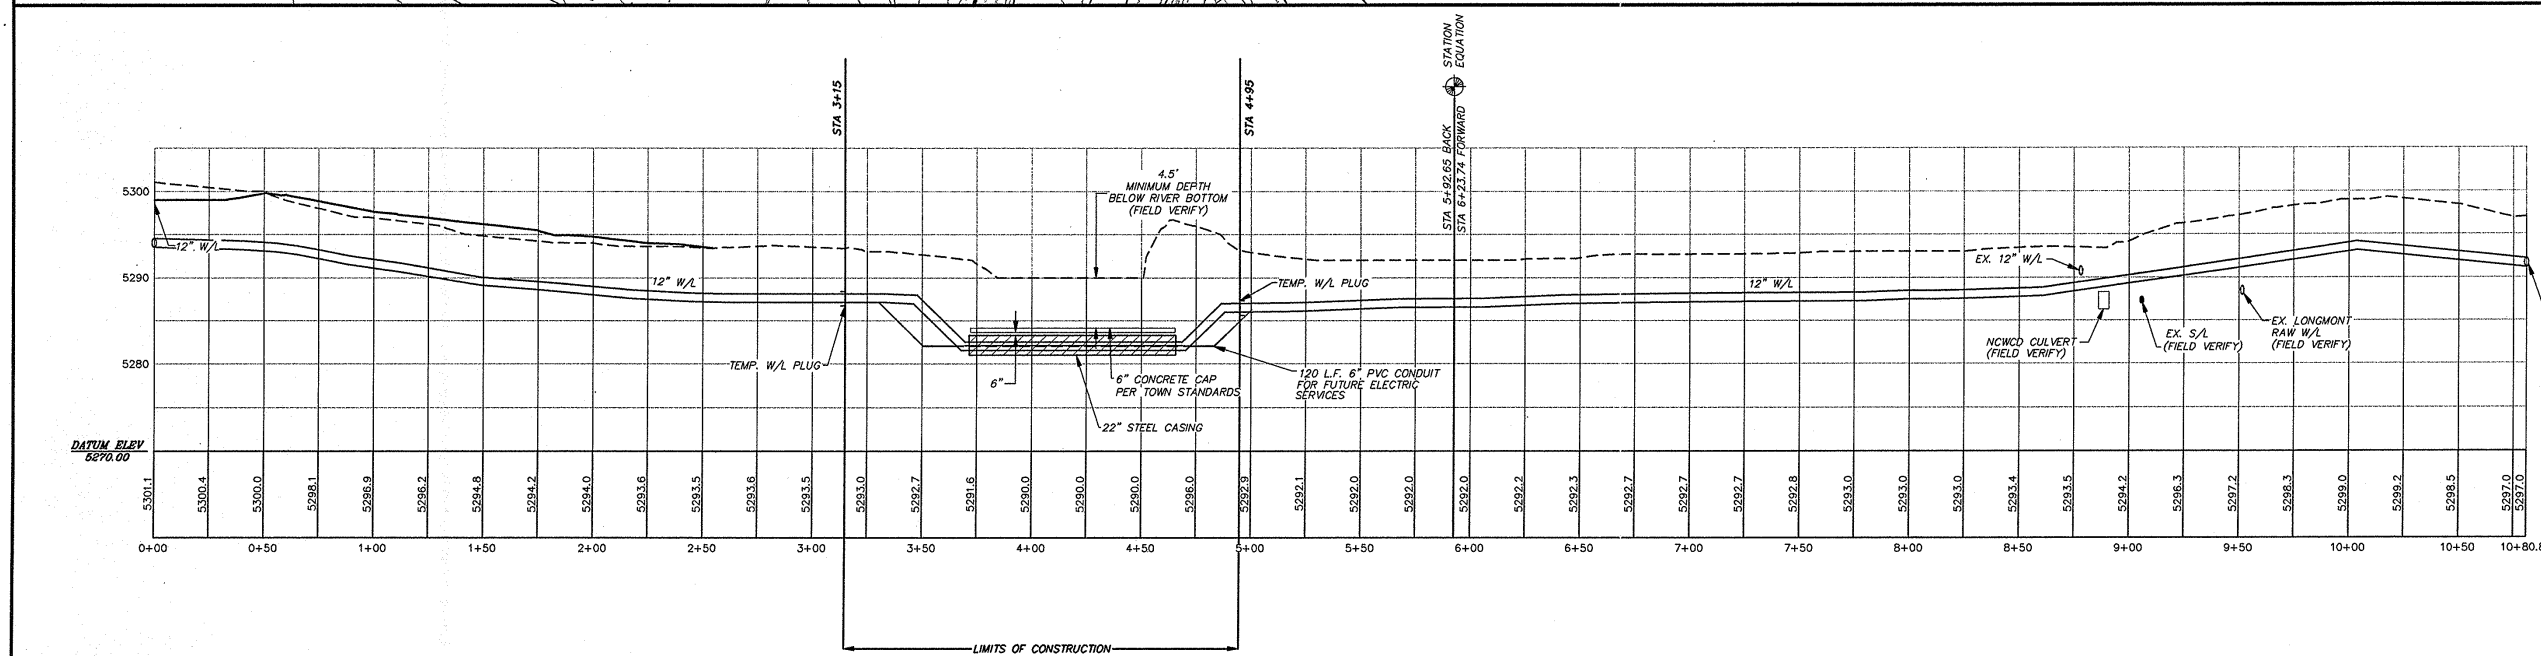 STATION
EQUATION
STA 3+15
STA 4+95
STA 5+92.65 BACK
STA 6+23.74 FORWARD
5300
5290
5280
12" W/L
12" W/L
4.5'
MINIMUM DEPTH
BELOW RIVER BOTTOM
(FIELD VERIFY)
TEMP. W/L PLUG
12" W/L
EX. 12" W/L
TEMP. W/L PLUG
6"
6" CONCRETE CAP
PER TOWN STANDARDS
120 L.F. 6" PVC CONDUIT
FOR FUTURE ELECTRIC
SERVICES
22" STEEL CASING
NCWCD CULVERT
(FIELD VERIFY)
EX. S/L
(FIELD VERIFY)
EX. LONGMONT
RAW W/L
(FIELD VERIFY)
DATUM ELEV
5270.00
5301.1
5300.4
5300.0
5298.1
5296.9
5296.2
5294.8
5294.2
5294.0
5293.6
5293.5
5293.6
5293.5
5293.0
5292.7
5291.6
5290.0
5290.0
5290.0
5296.0
5292.9
5292.1
5292.0
5292.0
5292.0
5292.2
5292.3
5292.7
5292.7
5292.7
5292.8
5293.0
5293.0
5293.0
5293.4
5293.5
5294.2
5296.3
5297.2
5298.3
5299.0
5299.2
5298.5
5297.0
5297.0
0+00 0+50 1+00 1+50 2+00 2+50 3+00 3+50 4+00 4+50 5+00 5+50 6+00 6+50 7+00 7+50 8+00 8+50 9+00 9+50 10+00 10+50 10+80.8
LIMITS OF CONSTRUCTION